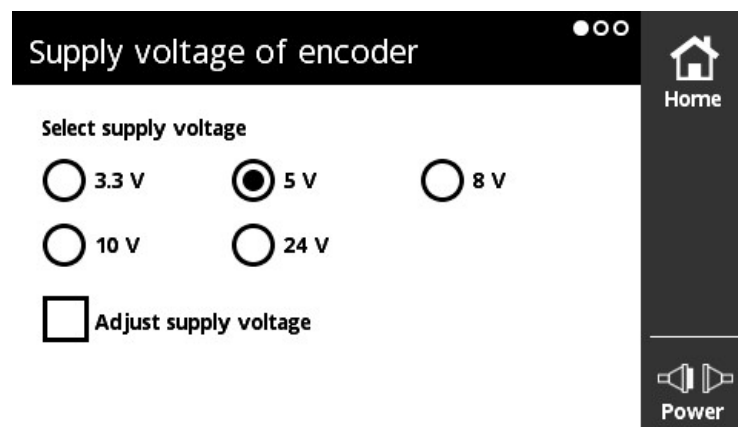 Supply voltage of encoder
Home
Select supply voltage
3.3 V
5 V
8 V
10 V
24 V
Adjust supply voltage
Power